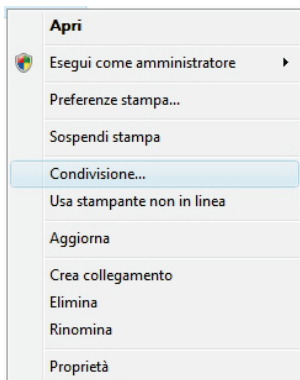 Apri
Esegui come amministratore
Preferenze stampa...
Sospendi stampa
Condivisione...
Usa stampante non in linea
Aggiorna
Crea collegamento
Elimina
Rinomina
Proprietà